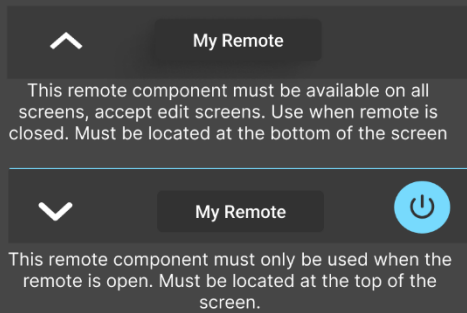 My Remote
This remote component must be available on all
screens, accept edit screens. Use when remote is
closed. Must be located at the bottom of the screen
My Remote
This remote component must only be used when the
remote is open. Must be located at the top of the
screen.